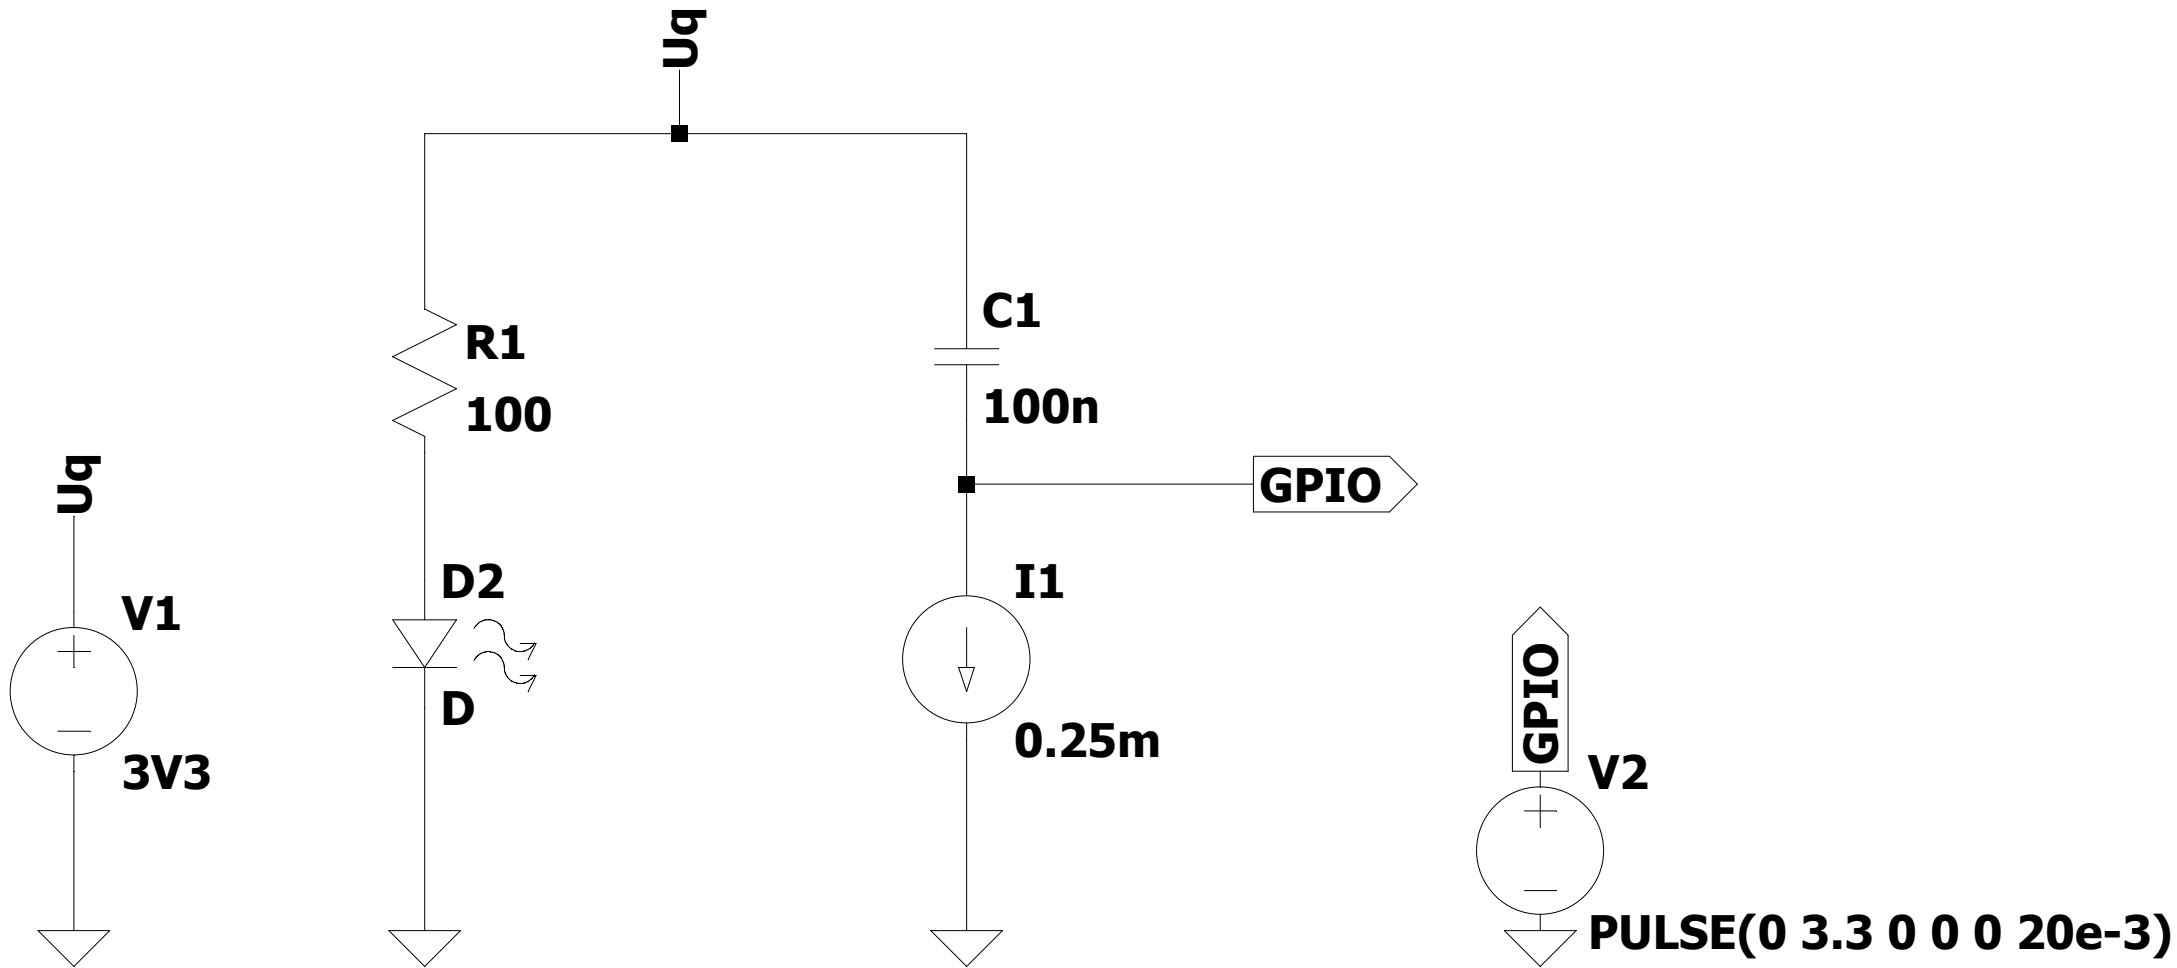 Uq
C1
R1
100n
100
Uq
GPIO
D2
I1
V1
D
0.25m
3V3
GPIO
V2
PULSE(0 3.3 0 0 0 20e-3)